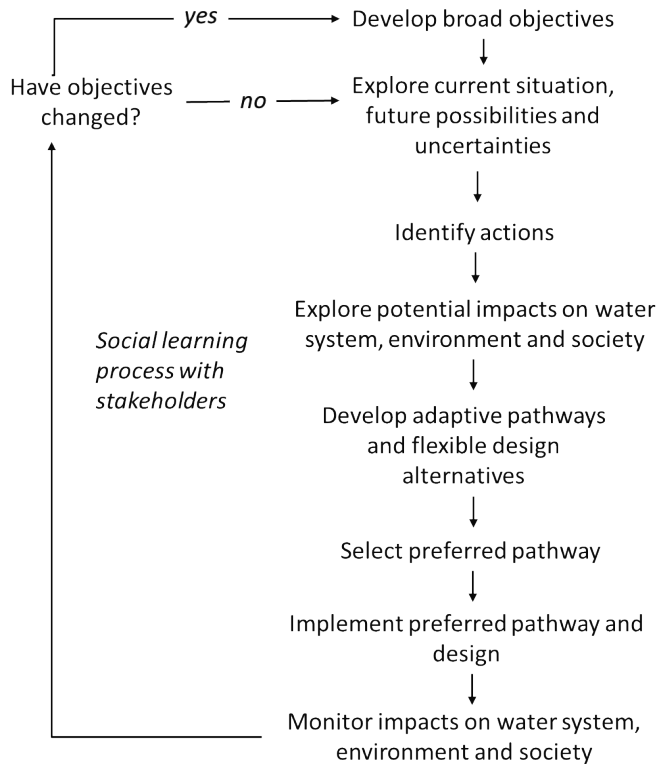 yes
Develop broad objectives
Have objectives
changed?
no
Explore current situation,
future possibilities and
uncertainties
Identify actions
Explore potential impacts on water
system, environment and society
Social learning
process with
stakeholders
Develop adaptive pathways
and flexible design
alternatives
Select preferred pathway
Implement preferred pathway and
design
Monitor impacts on water system,
environment and society